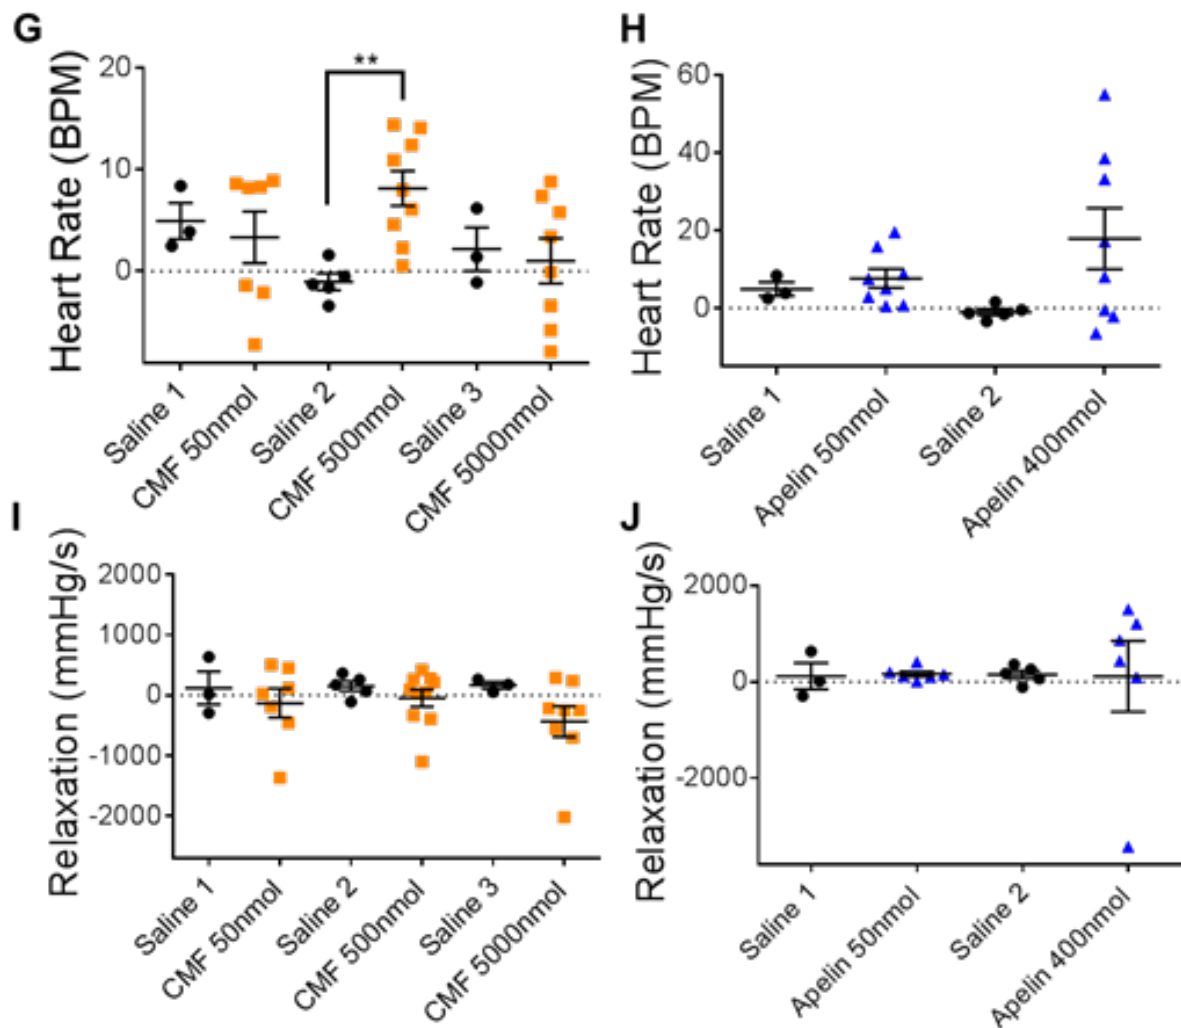 G
Heart Rate (BPM)
20
10
0
**
Saline 1
CMF 50nmol
Saline 2
CMF 500nmol
Saline 3
CMF 5000nmol
H
Heart Rate (BPM)
60
40
20
0
Saline 1
Apelin 50nmol
Saline 2
Apelin 400nmol
I
Relaxation (mmHg/s)
2000
1000
0
-1000
-2000
Saline 1
CMF 50nmol
Saline 2
CMF 500nmol
Saline 3
CMF 5000nmol
J
Relaxation (mmHg/s)
2000
0
-2000
Saline 1
Apelin 50nmol
Saline 2
Apelin 400nmol